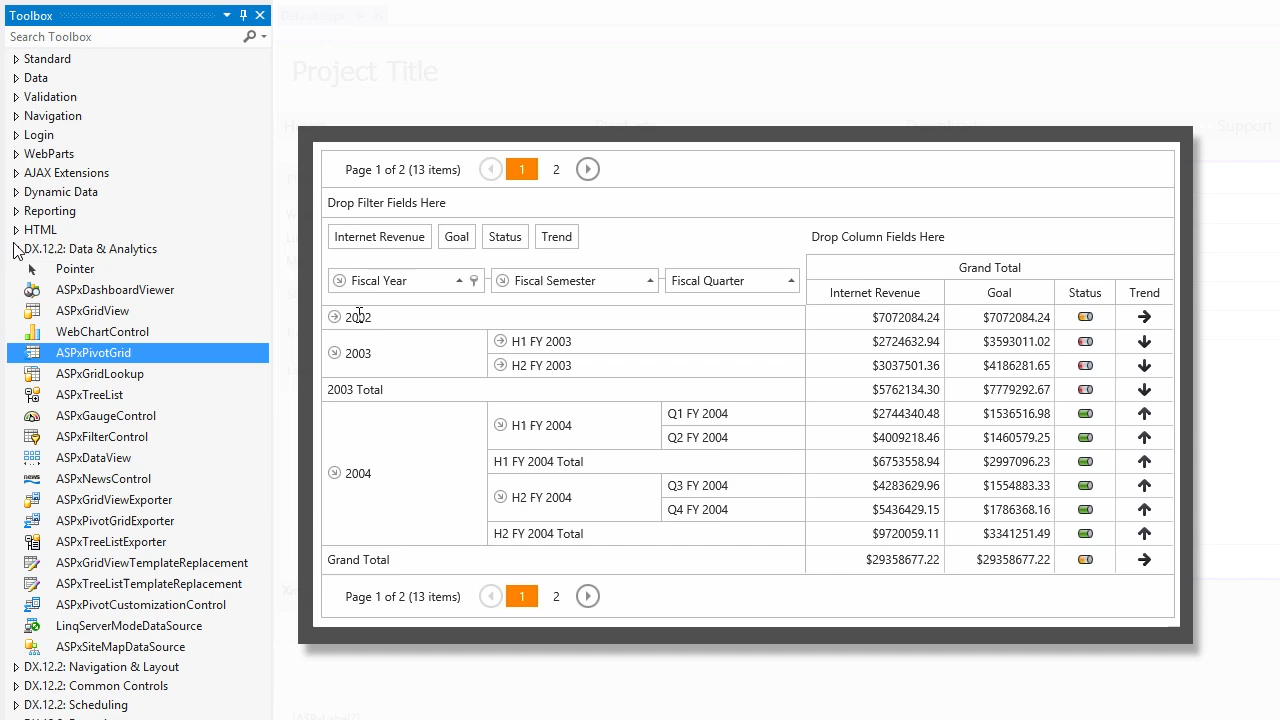 Toolbox
Search Toolbox
Standard
Data
Validation
Navigation
Login
WebParts
AJAX Extensions
Dynamic Data
Reporting
HTML
DX.12.2: Data & Analytics
Pointer
ASPxDashboardViewer
ASPxGridView
WebChartControl
ASPxPivotGrid
ASPxGridLookup
ASPxTreeList
ASPxGaugeControl
ASPxFilterControl
ASPxDataView
ASPxNewsControl
ASPxGridViewExporter
ASPxPivotGridExporter
ASPxTreeListExporter
ASPxGridViewTemplateReplacement
ASPxTreeListTemplateReplacement
ASPxPivotCustomizationControl
LinqServerModeDataSource
ASPxSiteMapDataSource
DX.12.2: Navigation & Layout
DX.12.2: Common Controls
DX.12.2: Scheduling
Project Title
Support
Page 1 of 2 (13 items) 1 2
Drop Filter Fields Here
Internet Revenue Goal Status Trend Drop Column Fields Here
Grand Total
Fiscal Year Fiscal Semester Fiscal Quarter Internet Revenue Goal Status Trend
2002 $7072084.24 $7072084.24
2003 H1 FY 2003 $2724632.94 $3593011.02
H2 FY 2003 $3037501.36 $4186281.65
2003 Total $5762134.30 $7779292.67
2004 H1 FY 2004 Q1 FY 2004 $2744340.48 $1536516.98
Q2 FY 2004 $4009218.46 $1460579.25
H1 FY 2004 Total $6753558.94 $2997096.23
H2 FY 2004 Q3 FY 2004 $4283629.96 $1554883.33
Q4 FY 2004 $5436429.15 $1786368.16
H2 FY 2004 Total $9720059.11 $3341251.49
Grand Total $29358677.22 $29358677.22
Page 1 of 2 (13 items) 1 2